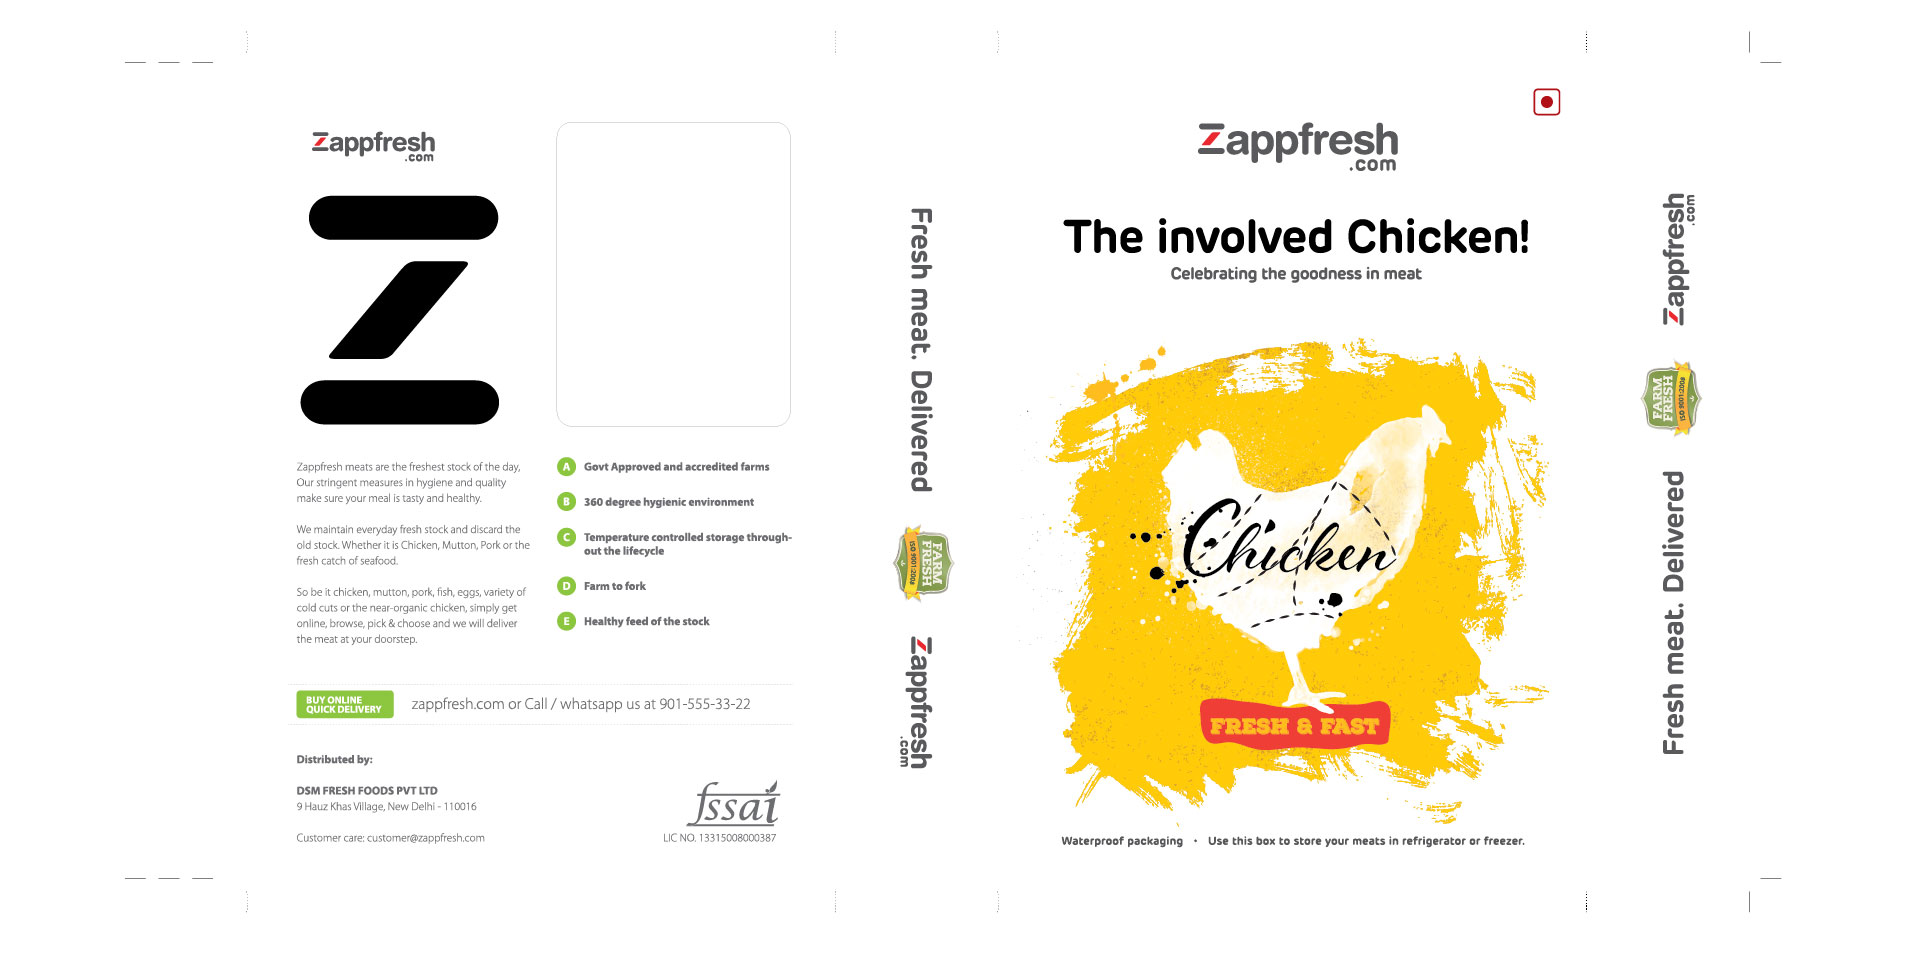 Zappfresh
.com
Zappfresh meats are the freshest stock of the day,
Our stringent measures in hygiene and quality
make sure your meal is tasty and healthy.
We maintain everyday fresh stock and discard the
old stock. Whether it is Chicken, Mutton, Pork or the
fresh catch of seafood.
So be it chicken, mutton, pork, fish, eggs, variety of
cold cuts or the near-organic chicken, simply get
online, browse, pick & choose and we will deliver
the meat at your doorstep.
A Govt Approved and accredited farms
B 360 degree hygienic environment
C Temperature controlled storage through-
out the lifecycle
D Farm to fork
E Healthy feed of the stock
BUY ONLINE
QUICK DELIVERY
zappfresh.com or Call / whatsapp us at 901-555-33-22
Distributed by:
DSM FRESH FOODS PVT LTD
9 Hauz Khas Village, New Delhi - 110016
Customer care: customer@zappfresh.com
fssai
LIC NO. 13315008000387
Fresh meat. Delivered
FARM
FRESH
ISO 9001:2008
Zappfresh
.com
Zappfresh
.com
The involved Chicken!
Celebrating the goodness in meat
Chicken
FRESH & FAST
Waterproof packaging • Use this box to store your meats in refrigerator or freezer.
Zappfresh
.com
FARM
FRESH
ISO 9001:2008
Fresh meat. Delivered